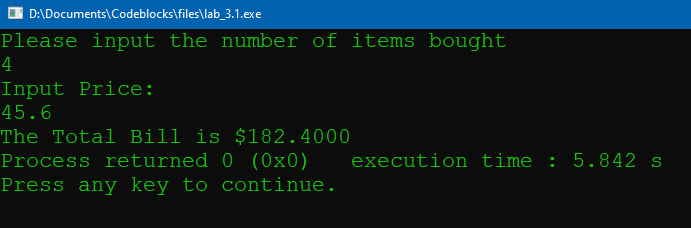 D:\Documents\Codeblocks\files\lab_3.1.exe
Please input the number of items bought
4
Input Price:
45.6
The Total Bill is $182.4000
Process returned 0 (0x0)   execution time : 5.842 s
Press any key to continue.